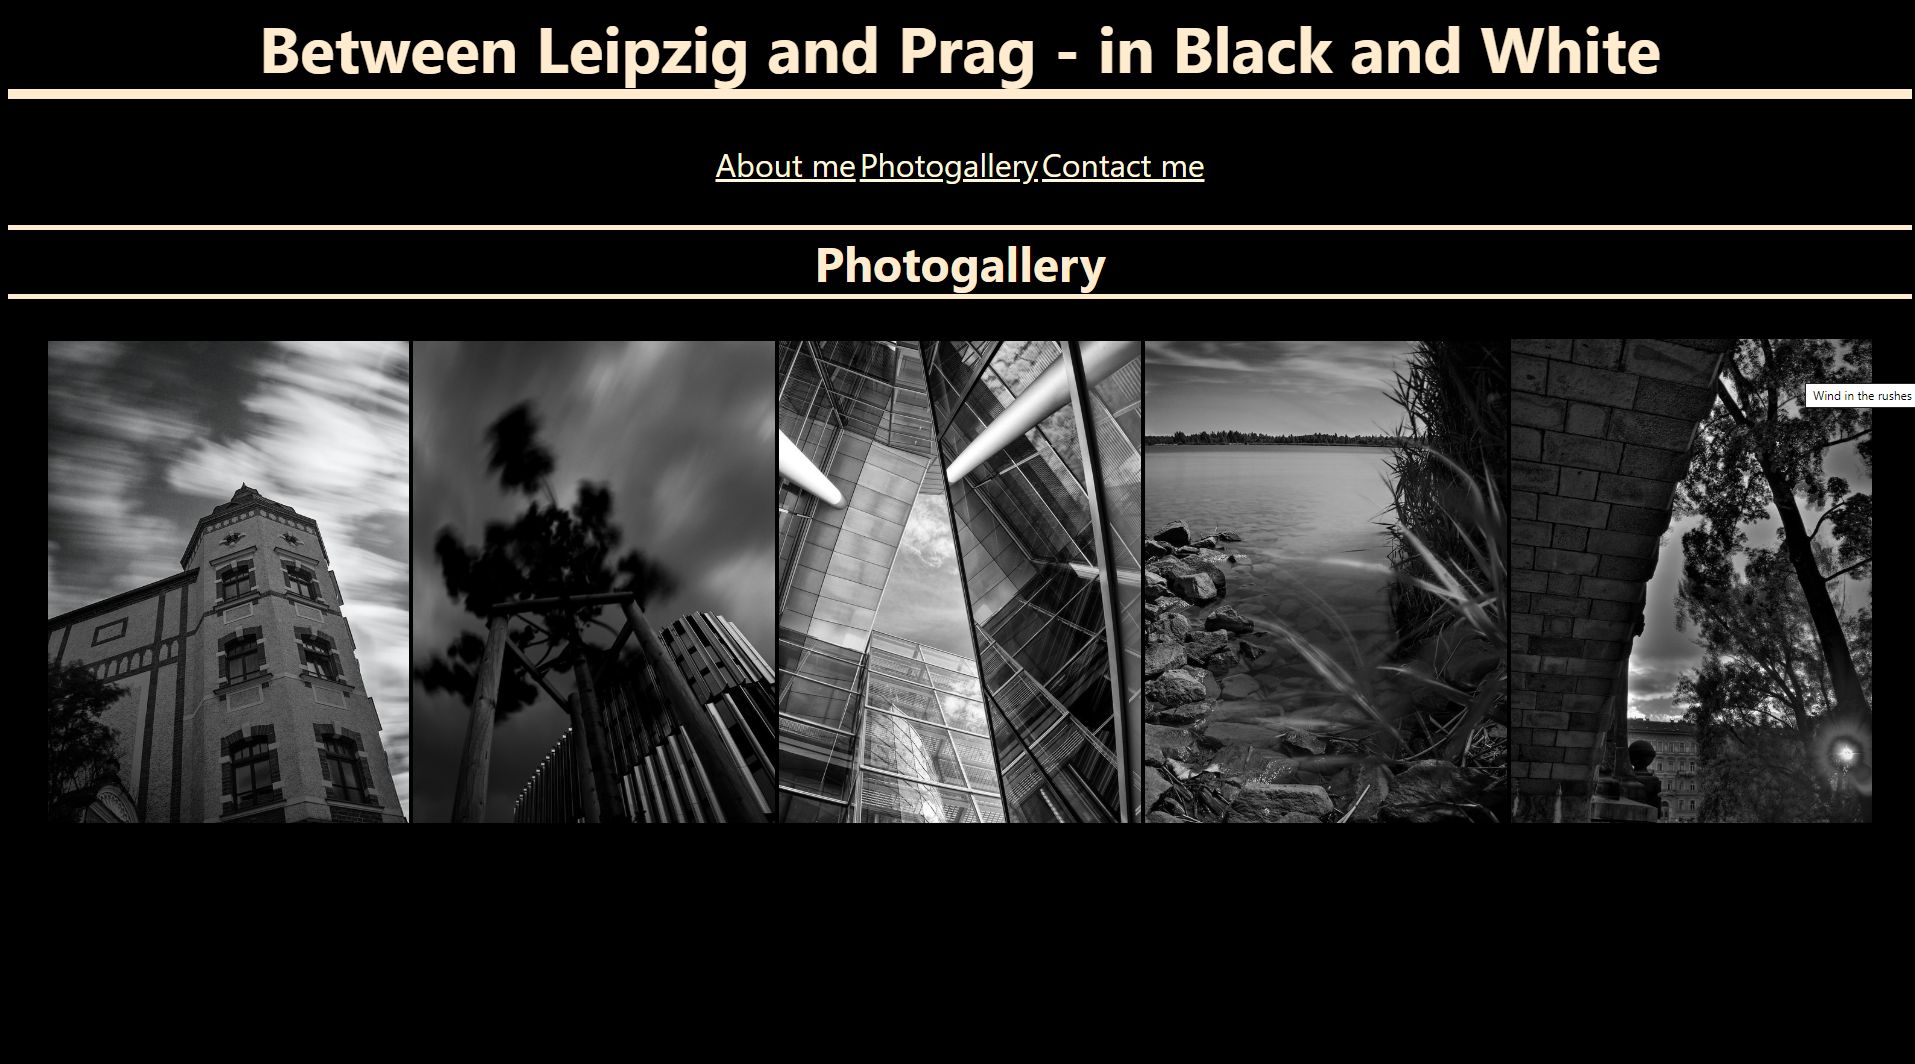 Between Leipzig and Prag - in Black and White
About me Photogallery Contact me
Photogallery
Wind in the rushes